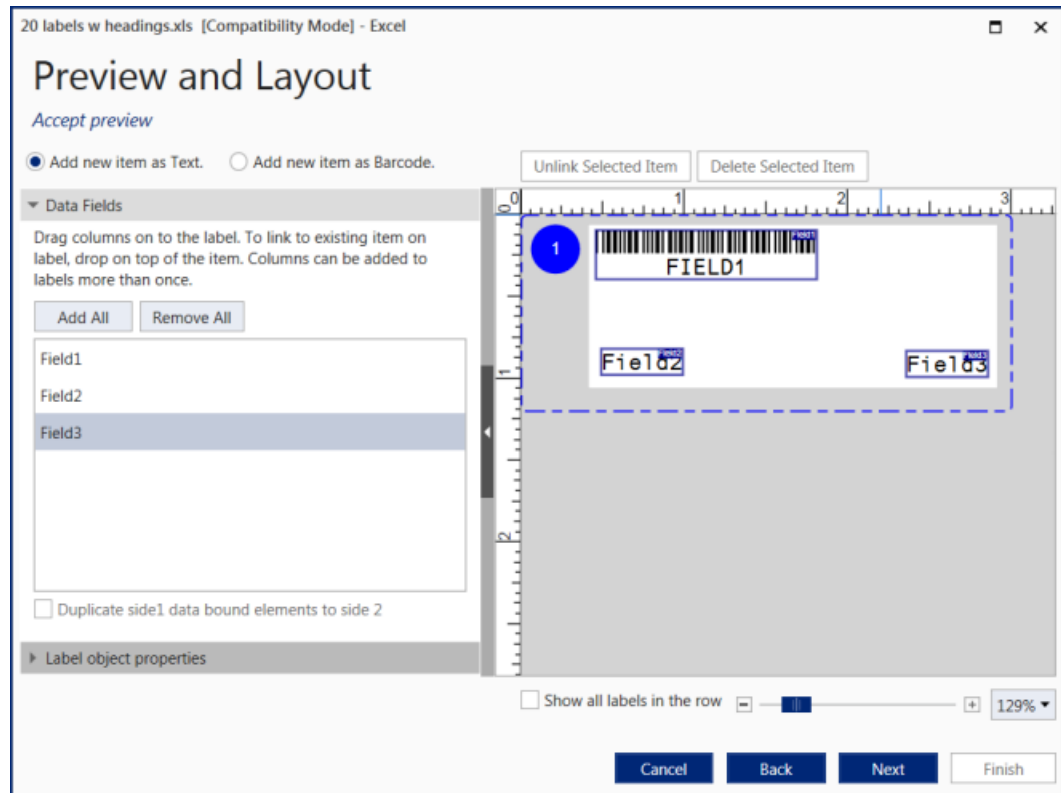 20 labels w headings.xls [Compatibility Mode] - Excel
Preview and Layout
Accept preview
Add new item as Text.
Add new item as Barcode.
Unlink Selected Item
Delete Selected Item
Data Fields
Drag columns on to the label. To link to existing item on
label, drop on top of the item. Columns can be added to
labels more than once.
Add All
Remove All
Field1
Field2
Field3
Duplicate side1 data bound elements to side 2
Label object properties
0 1 2 3
0
1
2
1
Field1
FIELD1
Field2
Field2
Field3
Field3
Show all labels in the row
129%
Cancel
Back
Next
Finish